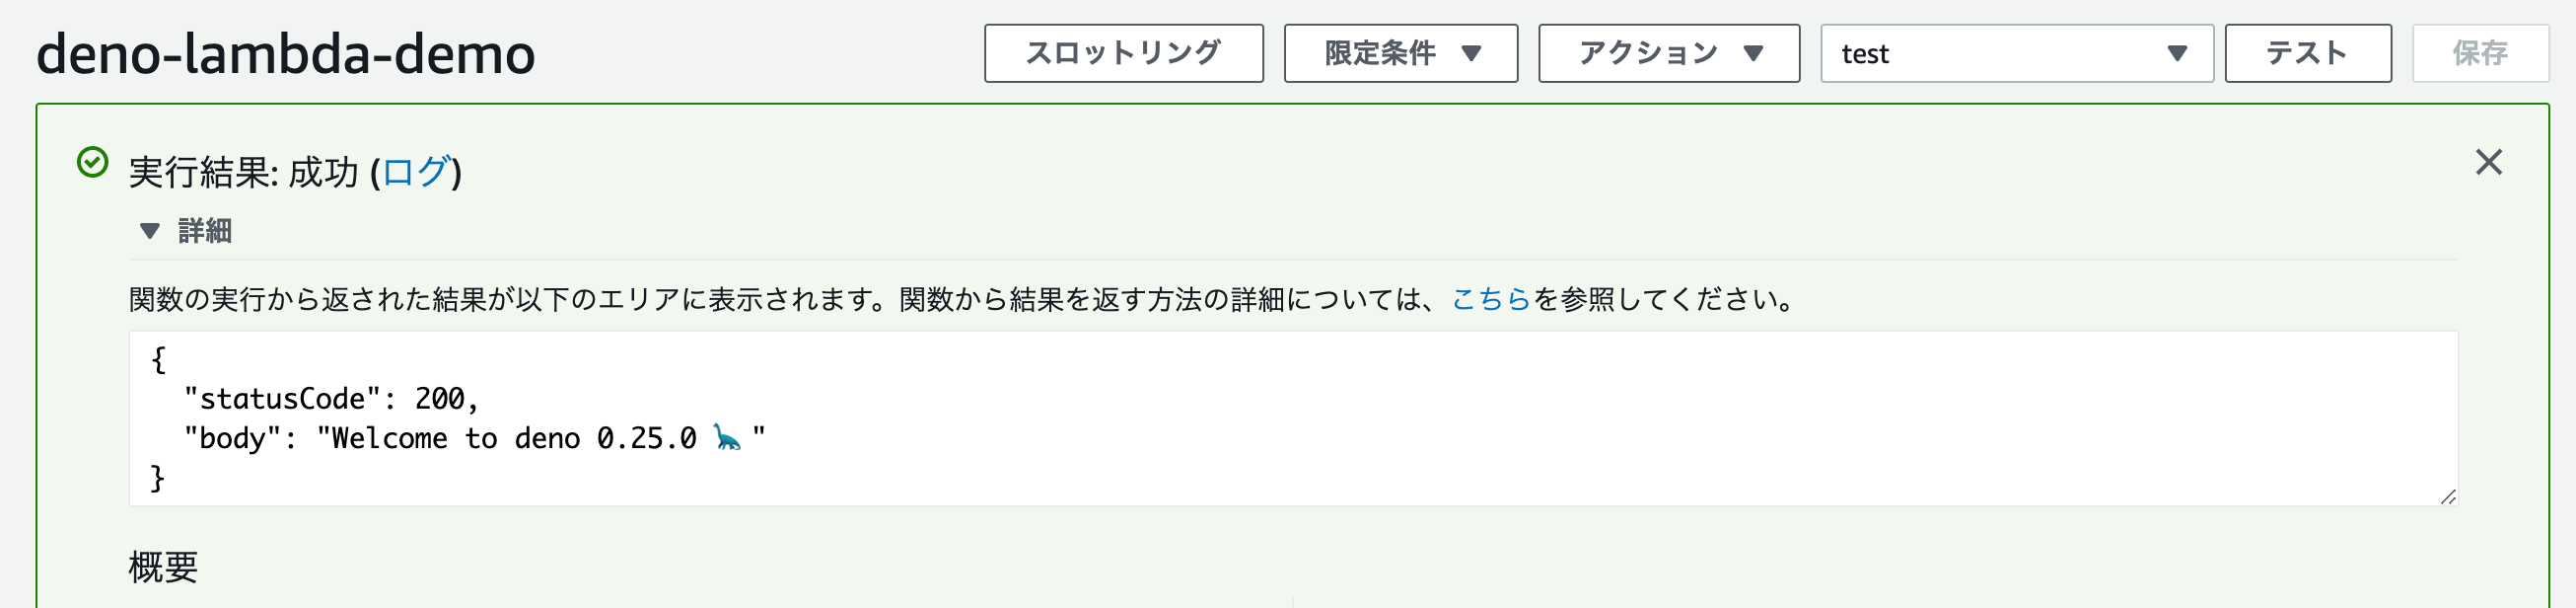 deno-lambda-demo
スロットリング 限定条件 ▼ アクション ▼ test ▼ テスト 保存
実行結果: 成功 (ログ)
▼ 詳細
関数の実行から返された結果が以下のエリアに表示されます。関数から結果を返す方法の詳細については、こちらを参照してください。
{
  "statusCode": 200,
  "body": "Welcome to deno 0.25.0 🦕 "
}
概要